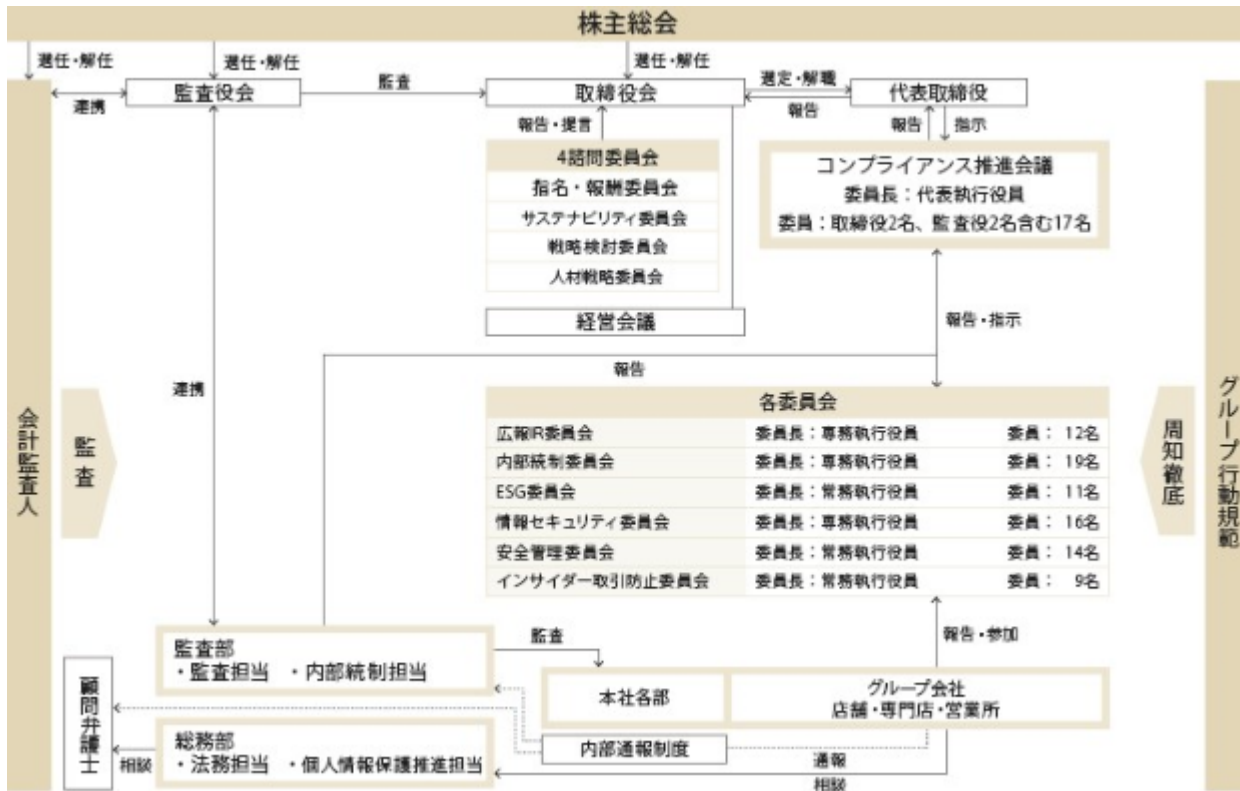 株主総会
選任・解任
選任・解任
選任・解任
連携
監査役会
監査
取締役会
選定・解職
報告
代表取締役
報告・提言
報告
指示
4諮問委員会
指名・報酬委員会
サステナビリティ委員会
戦略検討委員会
人材戦略委員会
コンプライアンス推進会議
委員長：代表執行役員
委員：取締役2名、監査役2名含む17名
経営会議
報告・指示
報告
連携
会計監査人
監査
各委員会
広報IR委員会 委員長：専務執行役員 委員： 12名
内部統制委員会 委員長：専務執行役員 委員： 19名
ESG委員会 委員長：常務執行役員 委員： 11名
情報セキュリティ委員会 委員長：専務執行役員 委員： 16名
安全管理委員会 委員長：常務執行役員 委員： 14名
インサイダー取引防止委員会 委員長：常務執行役員 委員： 9名
周知徹底
グループ行動規範
監査部
・監査担当 ・内部統制担当
監査
報告・参加
本社各部
グループ会社
店舗・専門店・営業所
顧問弁護士
相談
総務部
・法務担当 ・個人情報保護推進担当
内部通報制度
通報
相談